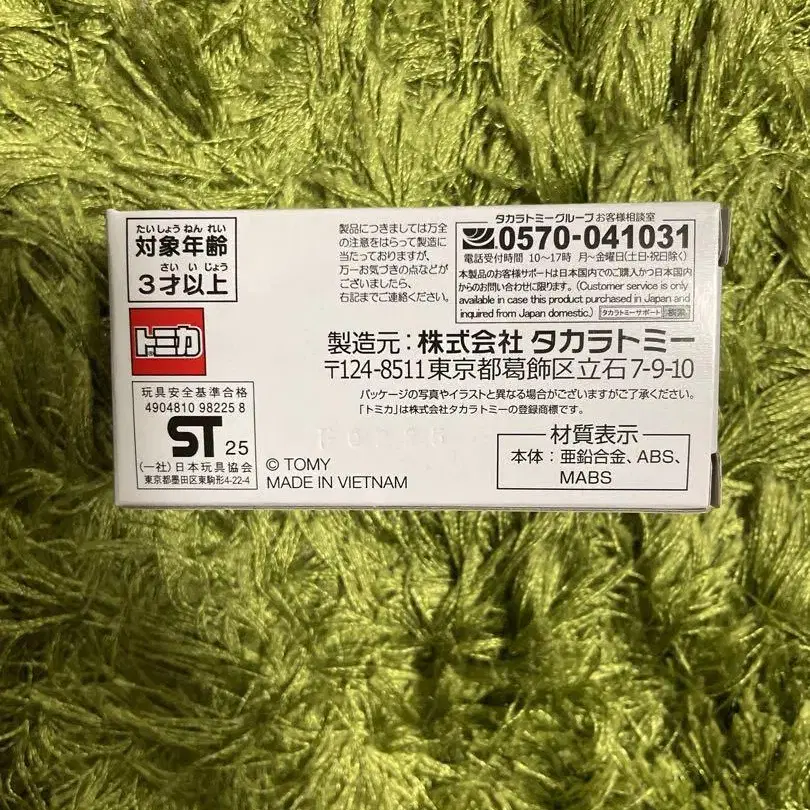 たいしょう ねん れい
対象年齢
さい い じょう
3才以上
トミカ
玩具安全基準合格
4904810 98225 8
ST 25
(一社)日本玩具協会
東京都墨田区東駒形4-22-4
© TOMY
MADE IN VIETNAM
製品につきましては万全
の注意をはらって製造に
当たっておりますが、
万一お気づきの点などが
ございましたら、
右記までご連絡ください。
タカラトミーグループ お客様相談室
0570-041031
電話受付時間 10〜17時 月〜金曜日(土日・祝日除く)
本製品のお客様サポートは日本国内でのご購入かつ日本国内
からのお問い合わせに限ります。(Customer service is only
available in case this product purchased in Japan and
inquired from Japan domestic.) タカラトミーサポート 検索
製造元:株式会社 タカラトミー
〒124-8511 東京都葛飾区立石7-9-10
パッケージの写真やイラストと異なる場合がございますがご了承ください。
「トミカ」は株式会社タカラトミーの登録商標です。
材質表示
本体:亜鉛合金、ABS、
MABS